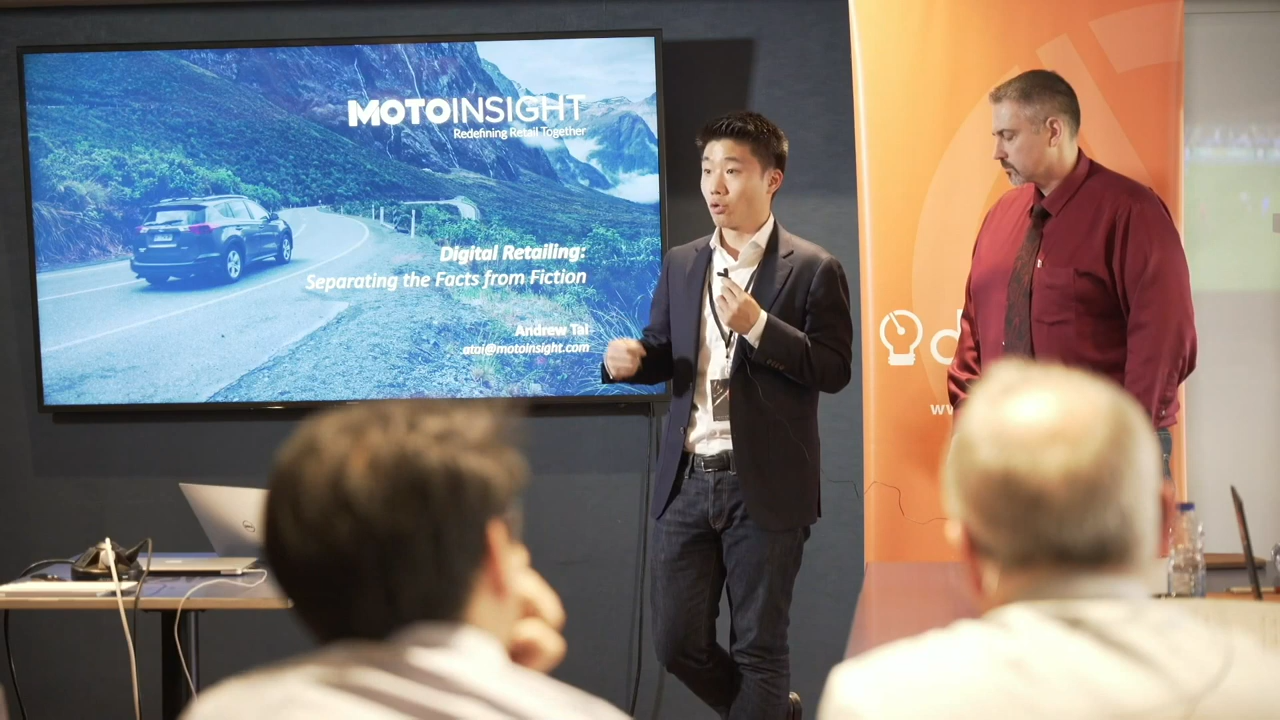 MOTOINSIGHT
Redefining Retail Together
Digital Retailing:
Separating the Facts from Fiction
Andrew Tai
atai@motoinsight.com